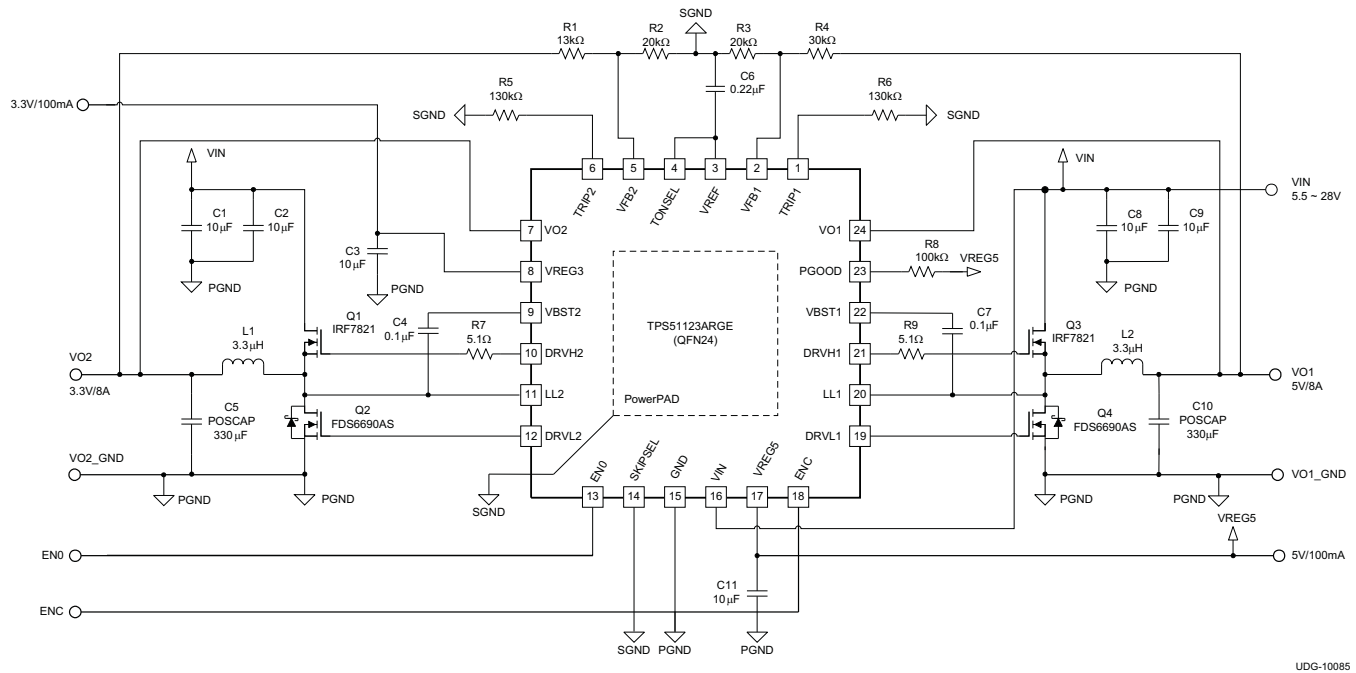 SGND
R1
13kΩ
R2
20kΩ
R3
20kΩ
R4
30kΩ
C6
0.22μF
3.3V/100mA
R5
130kΩ
SGND
R6
130kΩ
SGND
VIN
C1
10μF
C2
10μF
PGND
C3
10μF
PGND
6
5
4
3
2
1
TRIP2
VFB2
TONSEL
VREF
VFB1
TRIP1
7
VO2
8
VREG3
9
VBST2
10
DRVH2
11
LL2
12
DRVL2
VO1
24
PGOOD
23
VBST1
22
DRVH1
21
LL1
20
DRVL1
19
TPS51123ARGE
(QFN24)
PowerPAD
EN0
SKIPSEL
GND
VIN
VREG5
ENC
13
14
15
16
17
18
Q1
IRF7821
C4
0.1μF
R7
5.1Ω
L1
3.3μH
VO2
3.3V/8A
C5
POSCAP
330μF
Q2
FDS6690AS
VO2_GND
PGND
PGND
SGND
R8
100kΩ
VREG5
C7
0.1μF
R9
5.1Ω
Q3
IRF7821
VIN
VIN
5.5 ~ 28V
C8
10μF
C9
10μF
PGND
L2
3.3μH
VO1
5V/8A
Q4
FDS6690AS
C10
POSCAP
330μF
VO1_GND
PGND
PGND
VREG5
5V/100mA
EN0
ENC
C11
10μF
SGND
PGND
PGND
UDG-10085